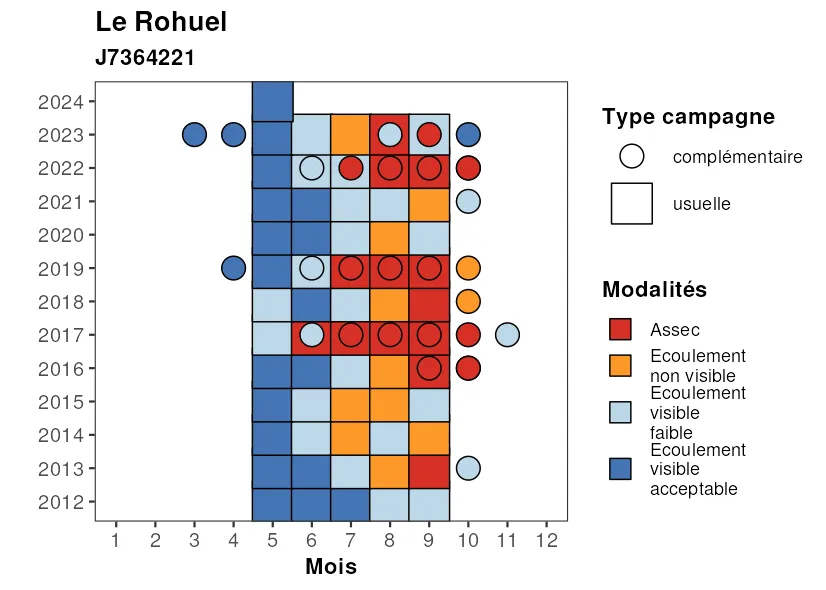 Le Rohuel
J7364221
2024
2023
2022
2021
2020
2019
2018
2017
2016
2015
2014
2013
2012
1 2 3 4 5 6 7 8 9 10 11 12
Mois
Type campagne
complémentaire
usuelle
Modalités
Assec
Ecoulement
non visible
Ecoulement
visible
faible
Ecoulement
visible
acceptable